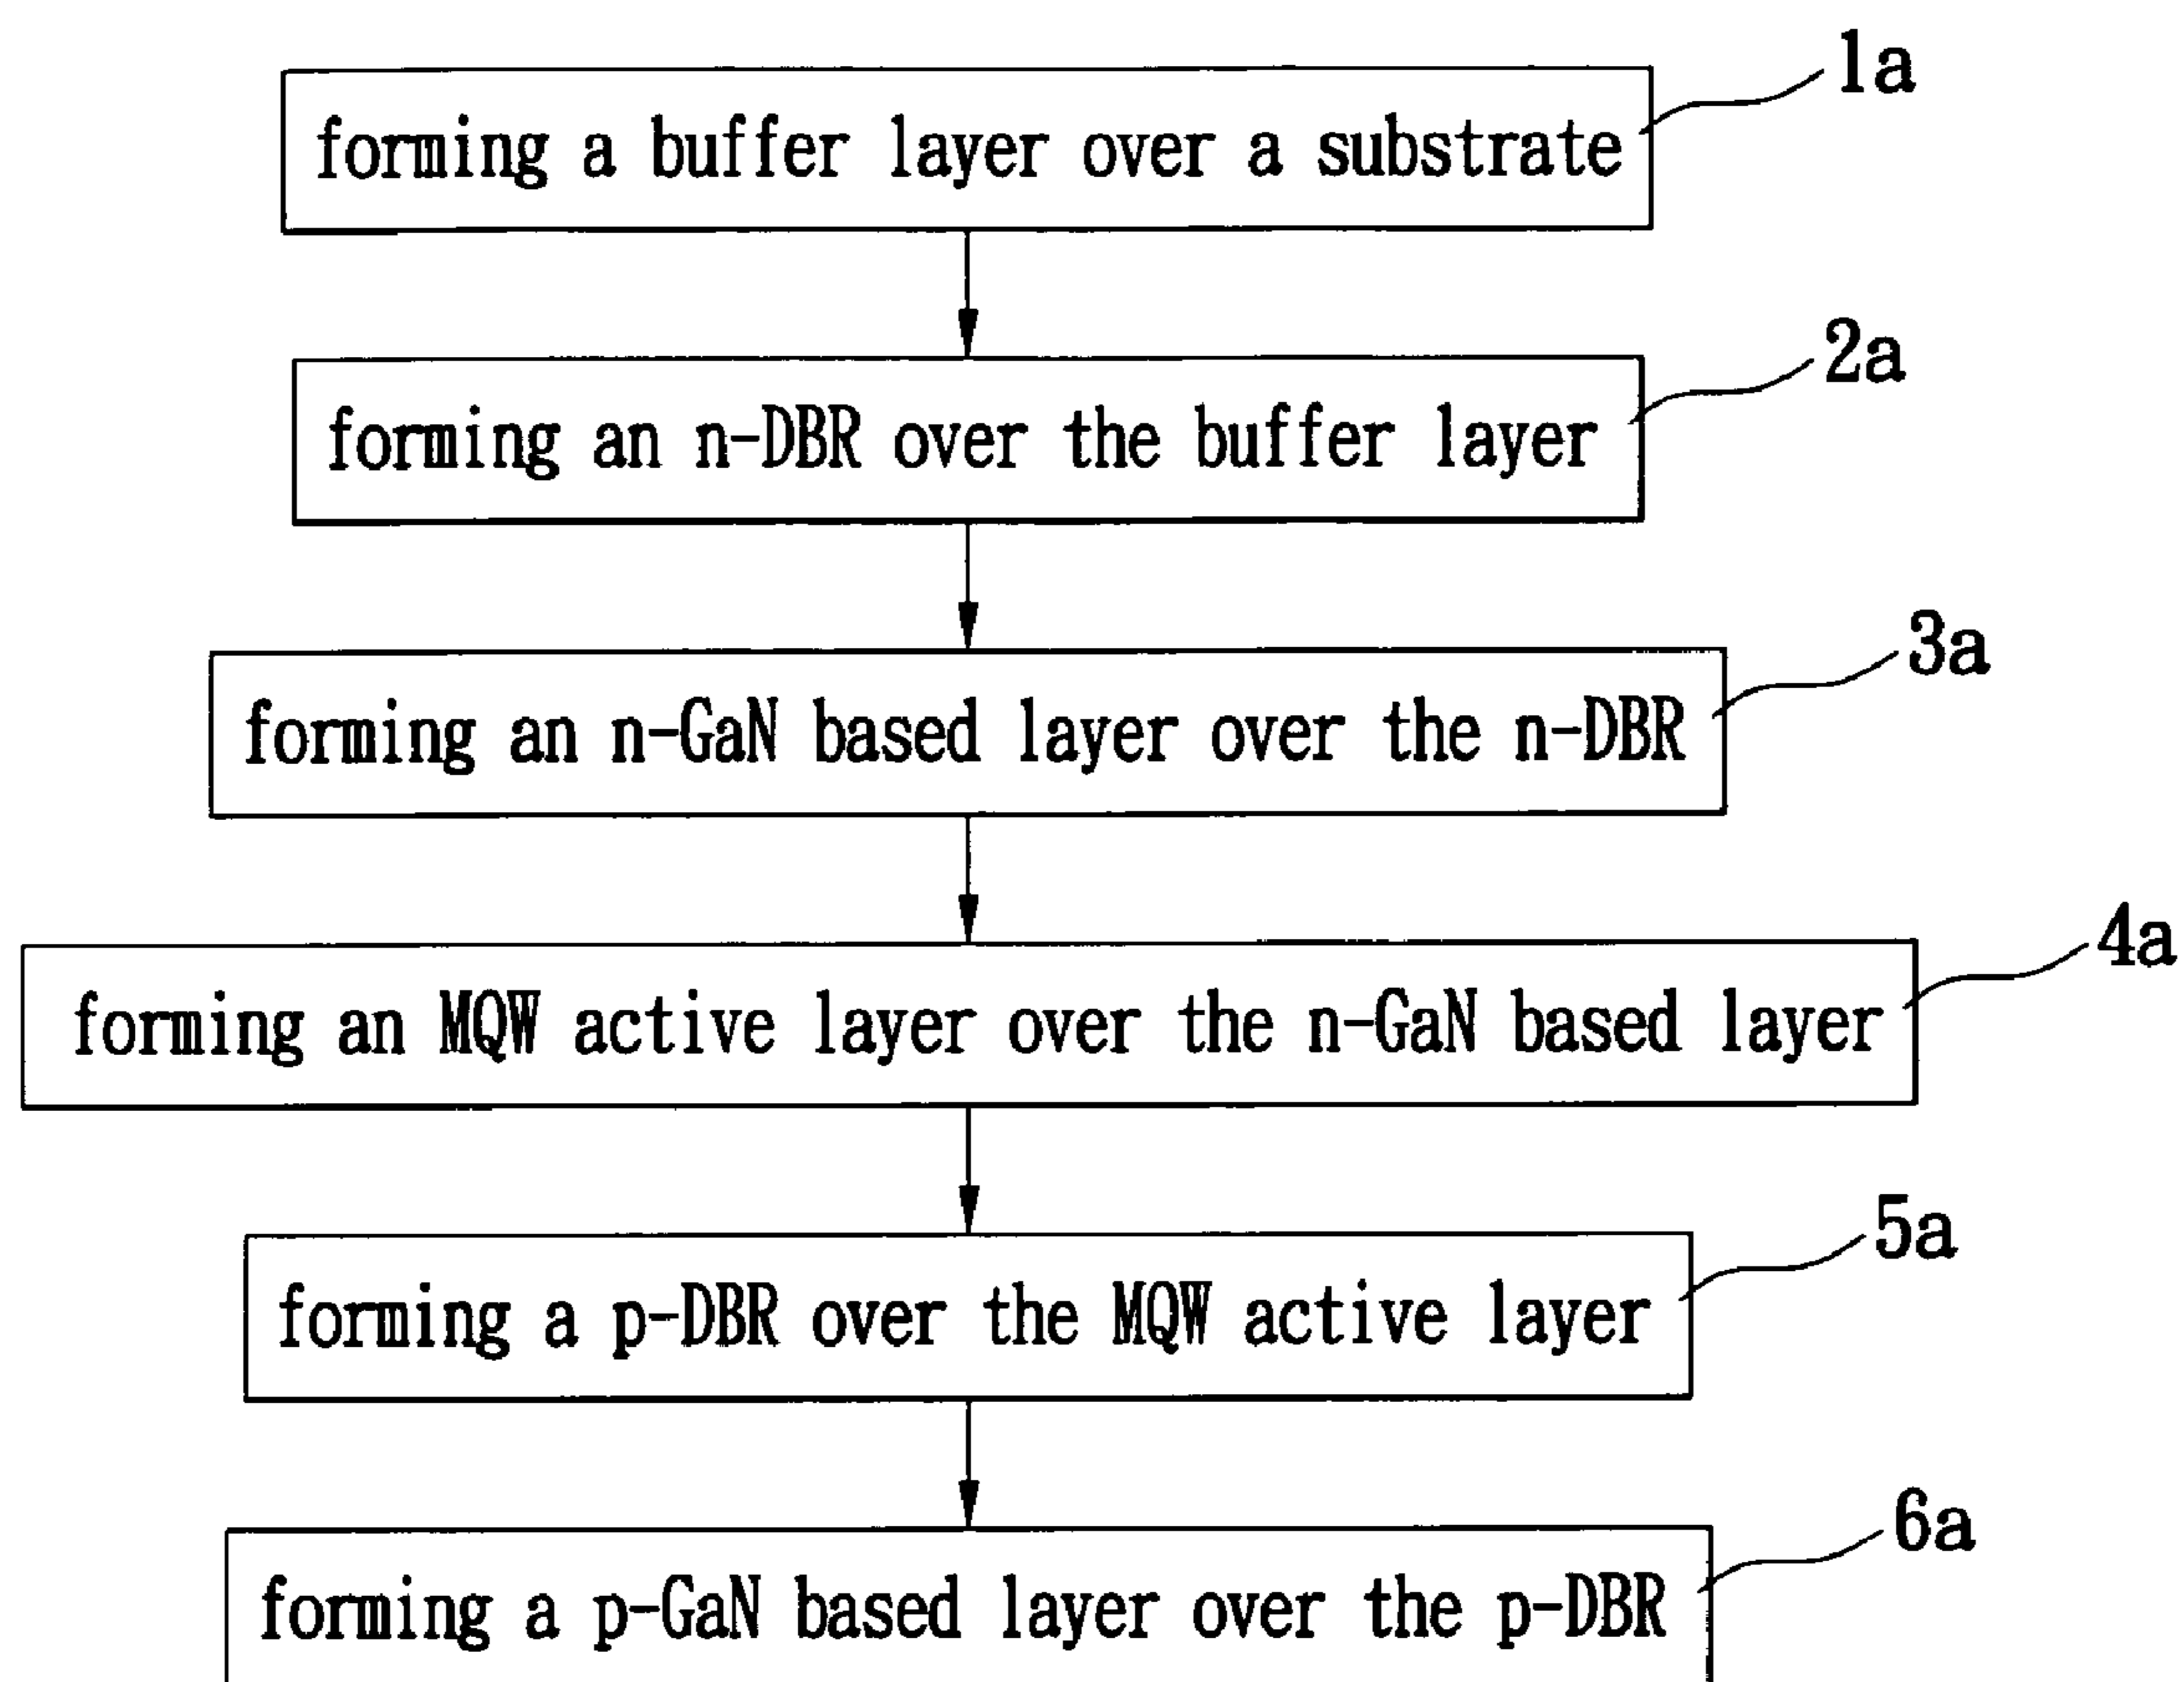 forming a buffer layer over a substrate
1a
forming an n-DBR over the buffer layer
2a
forming an n-GaN based layer over the n-DBR
3a
forming an MQW active layer over the n-GaN based layer
4a
forming a p-DBR over the MQW active layer
5a
forming a p-GaN based layer over the p-DBR
6a